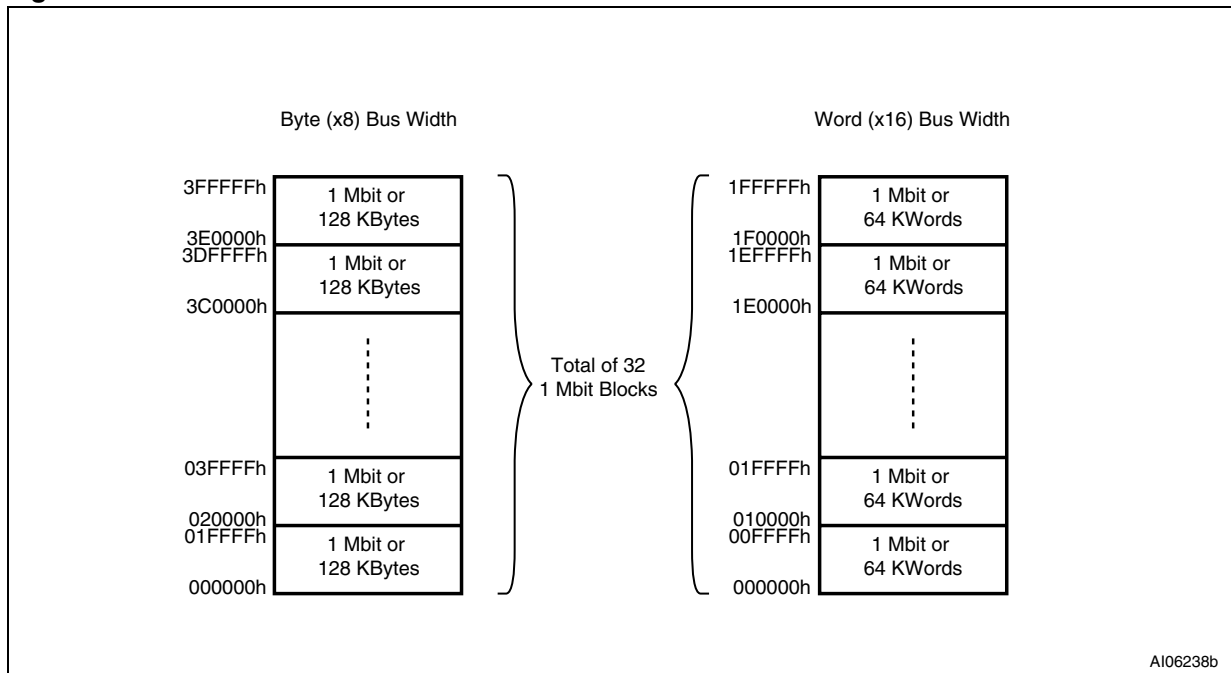 Byte (x8) Bus Width
3FFFFFh
1 Mbit or
128 KBytes
3E0000h
3DFFFFh
1 Mbit or
128 KBytes
3C0000h
03FFFFh
1 Mbit or
128 KBytes
020000h
01FFFFh
1 Mbit or
128 KBytes
000000h
Total of 32
1 Mbit Blocks
Word (x16) Bus Width
1FFFFFh
1 Mbit or
64 KWords
1F0000h
1EFFFFh
1 Mbit or
64 KWords
1E0000h
01FFFFh
1 Mbit or
64 KWords
010000h
00FFFFh
1 Mbit or
64 KWords
000000h
AI06238b